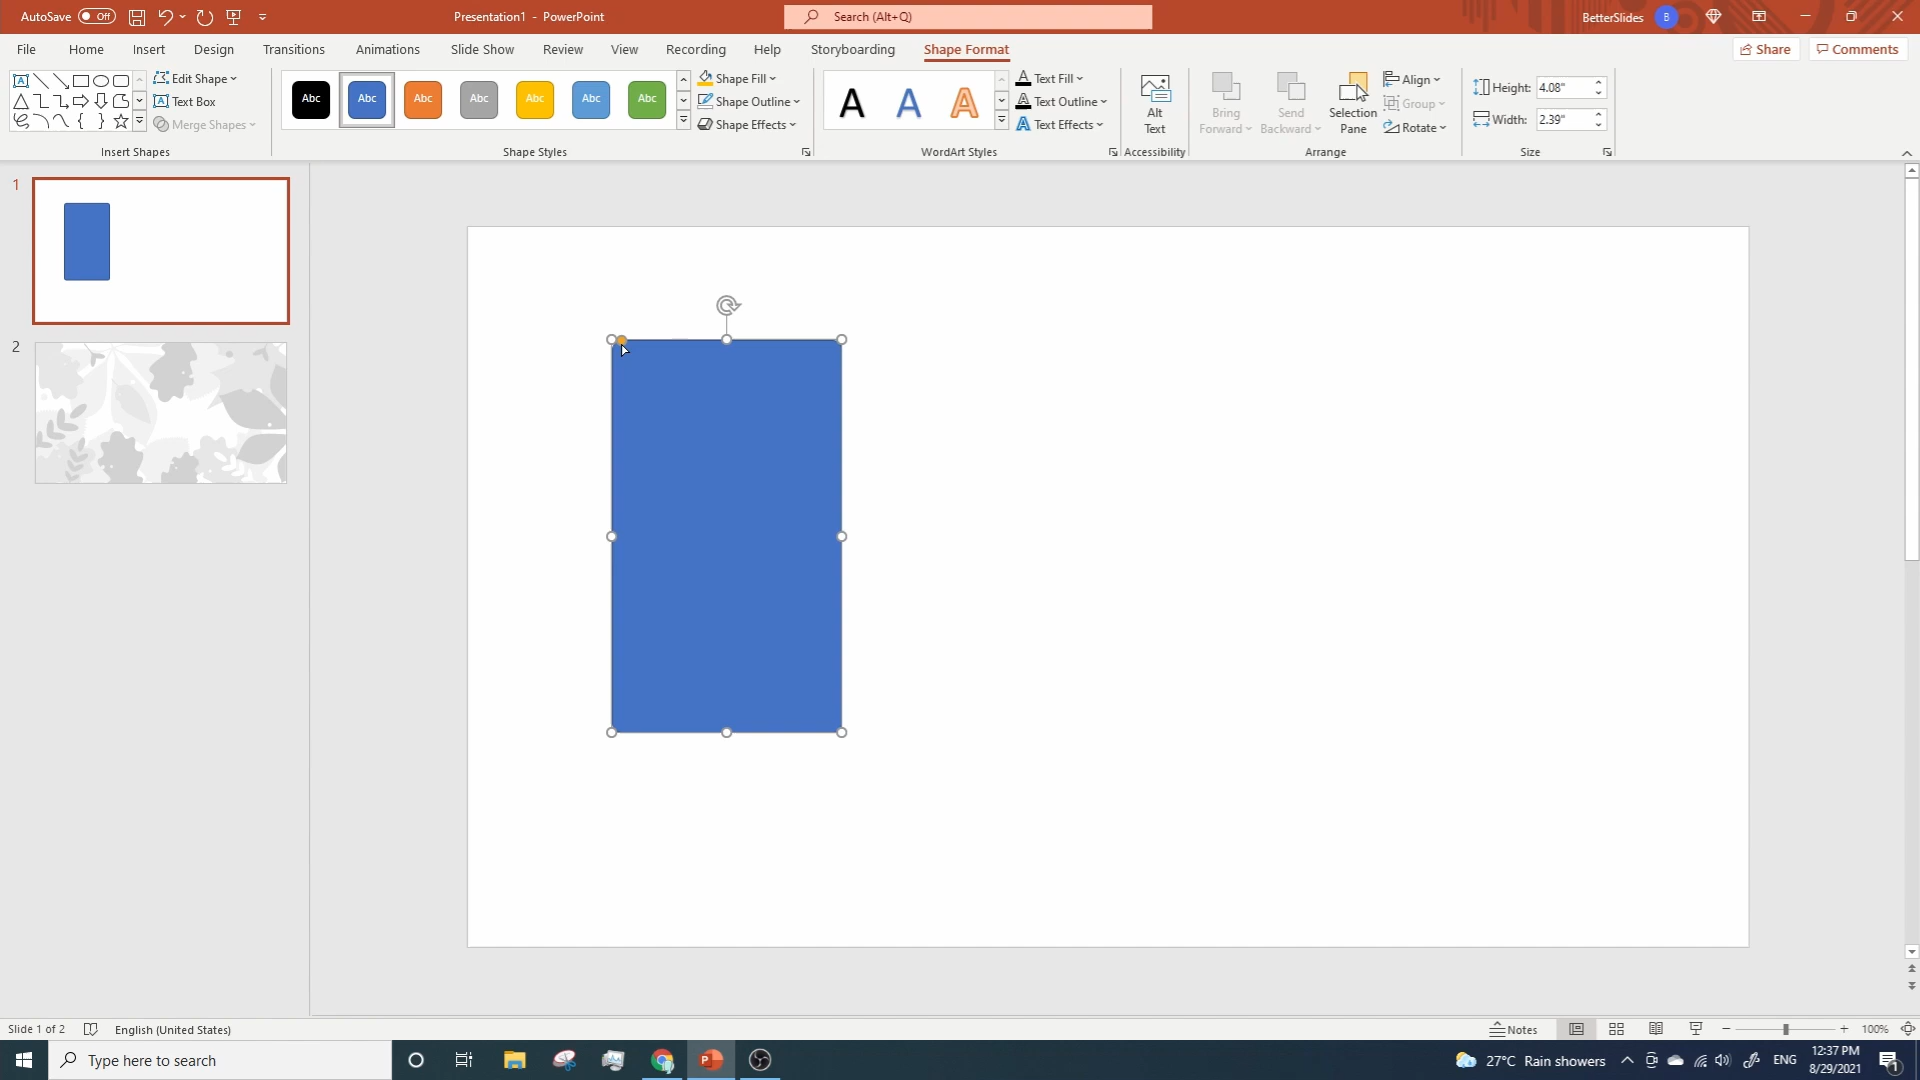 AutoSave Off
Presentation1 - PowerPoint
Search (Alt+Q)
BetterSlides B
File Home Insert Design Transitions Animations Slide Show Review View Recording Help Storyboarding Shape Format
Share Comments
Edit Shape
Text Box
Merge Shapes
Insert Shapes
Abc Abc Abc Abc Abc Abc Abc
Shape Fill
Shape Outline
Shape Effects
Shape Styles
A A A
Text Fill
Text Outline
Text Effects
WordArt Styles
Alt
Text
Accessibility
Bring
Forward
Send
Backward
Selection
Pane
Align
Group
Rotate
Arrange
Height: 4.08"
Width: 2.39"
Size
1
2
Slide 1 of 2 English (United States)
Notes
100%
Type here to search
27°C Rain showers
ENG
12:37 PM
8/29/2021
1